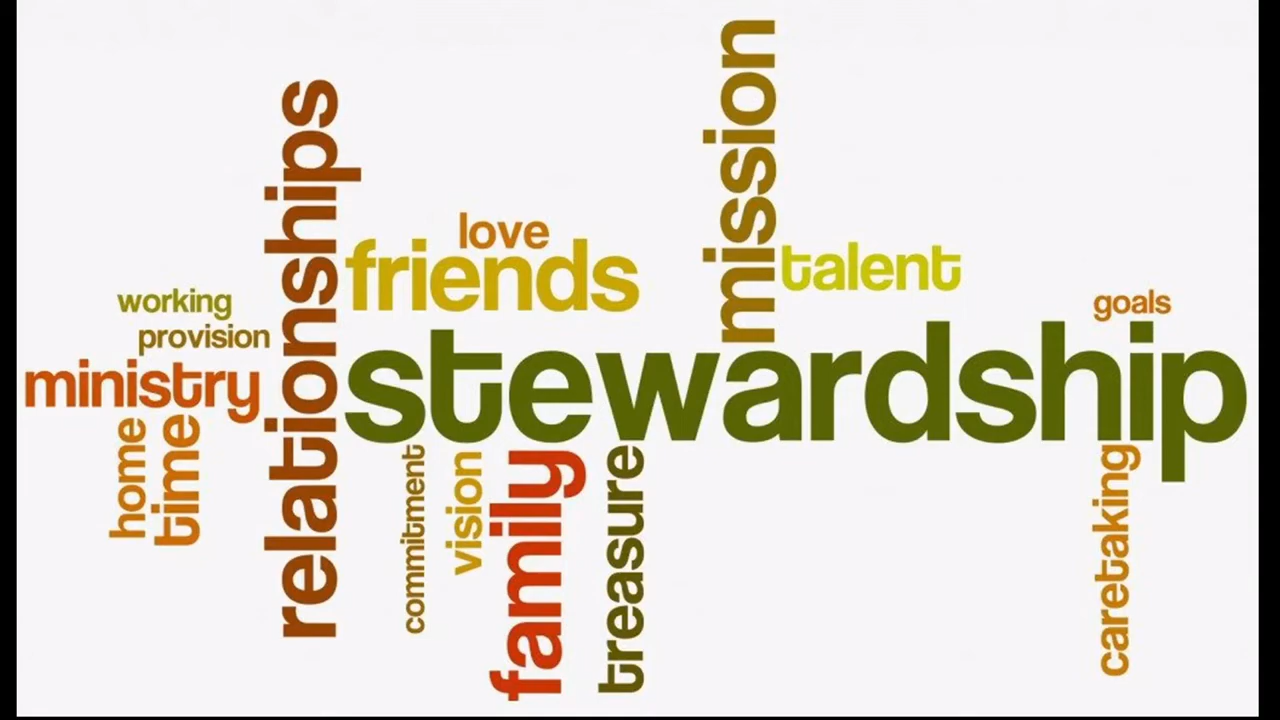 mission
relationships
love
friends
talent
working
goals
provision
stewardship
ministry
home
time
commitment
vision
family
treasure
caretaking